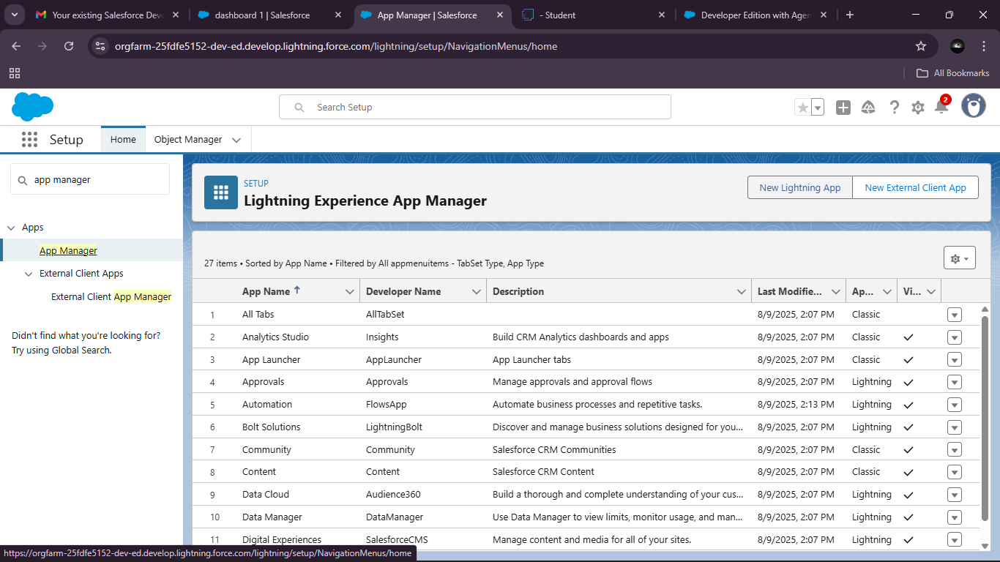 Your existing Salesforce Dev
dashboard 1 | Salesforce
App Manager | Salesforce
- Student
Developer Edition with Agen
orgfarm-25fdfe5152-dev-ed.develop.lightning.force.com/lightning/setup/NavigationMenus/home
All Bookmarks
Search Setup
2
Setup
Home
Object Manager
app manager
Apps
App Manager
External Client Apps
External Client App Manager
Didn't find what you're looking for?
Try using Global Search.
SETUP
Lightning Experience App Manager
New Lightning App
New External Client App
27 items • Sorted by App Name • Filtered by All appmenuitems - TabSet Type, App Type
App Name Developer Name Description Last Modifie... Ap... Vi...
1 All Tabs AllTabSet 8/9/2025, 2:07 PM Classic
2 Analytics Studio Insights Build CRM Analytics dashboards and apps 8/9/2025, 2:07 PM Classic
3 App Launcher AppLauncher App Launcher tabs 8/9/2025, 2:07 PM Classic
4 Approvals Approvals Manage approvals and approval flows 8/9/2025, 2:07 PM Lightning
5 Automation FlowsApp Automate business processes and repetitive tasks. 8/9/2025, 2:13 PM Lightning
6 Bolt Solutions LightningBolt Discover and manage business solutions designed for you... 8/9/2025, 2:07 PM Lightning
7 Community Community Salesforce CRM Communities 8/9/2025, 2:07 PM Classic
8 Content Content Salesforce CRM Content 8/9/2025, 2:07 PM Classic
9 Data Cloud Audience360 Build a thorough and complete understanding of your cus... 8/9/2025, 2:07 PM Lightning
10 Data Manager DataManager Use Data Manager to view limits, monitor usage, and man... 8/9/2025, 2:07 PM Lightning
11 Digital Experiences SalesforceCMS Manage content and media for all of your sites. 8/9/2025, 2:07 PM Lightning
https://orgfarm-25fdfe5152-dev-ed.develop.lightning.force.com/lightning/setup/NavigationMenus/home